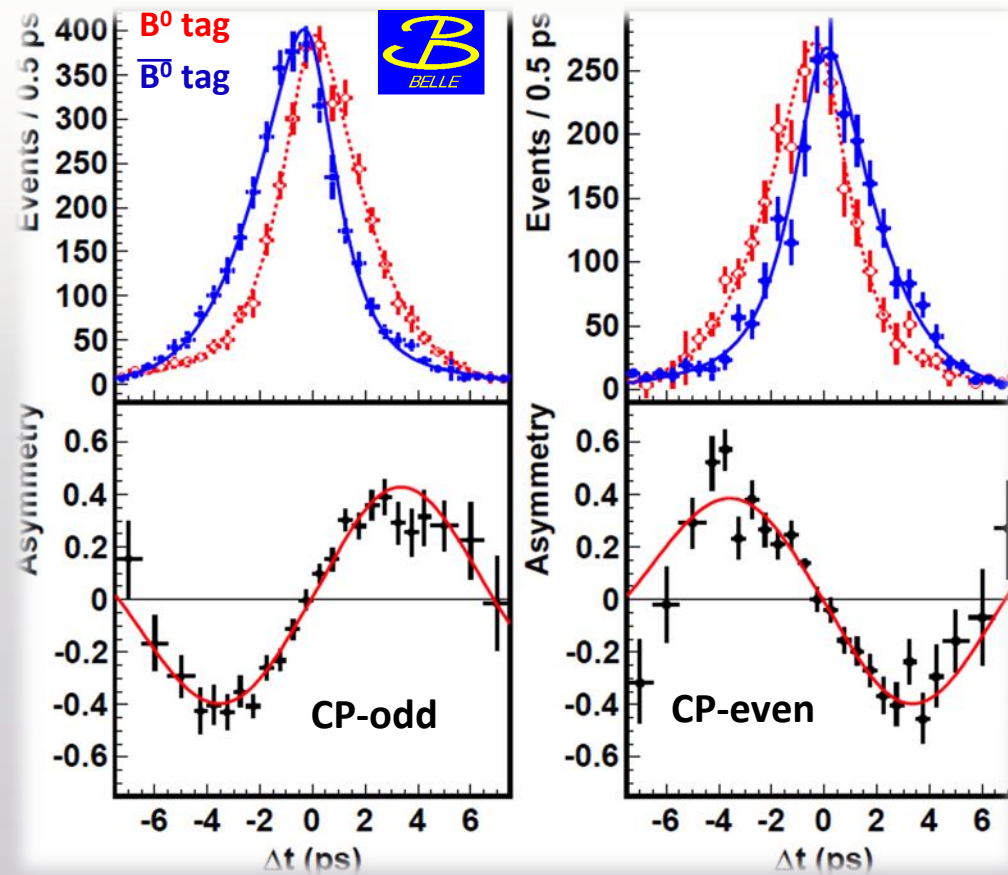 B⁰ tag
B̅⁰ tag
B
BELLE
Events / 0.5 ps
400
350
300
250
200
150
100
50
0
Events / 0.5 ps
250
200
150
100
50
0
Asymmetry
0.6
0.4
0.2
0
-0.2
-0.4
-0.6
CP-odd
-6 -4 -2 0 2 4 6
Δt (ps)
Asymmetry
0.6
0.4
0.2
0
-0.2
-0.4
-0.6
CP-even
-6 -4 -2 0 2 4 6
Δt (ps)